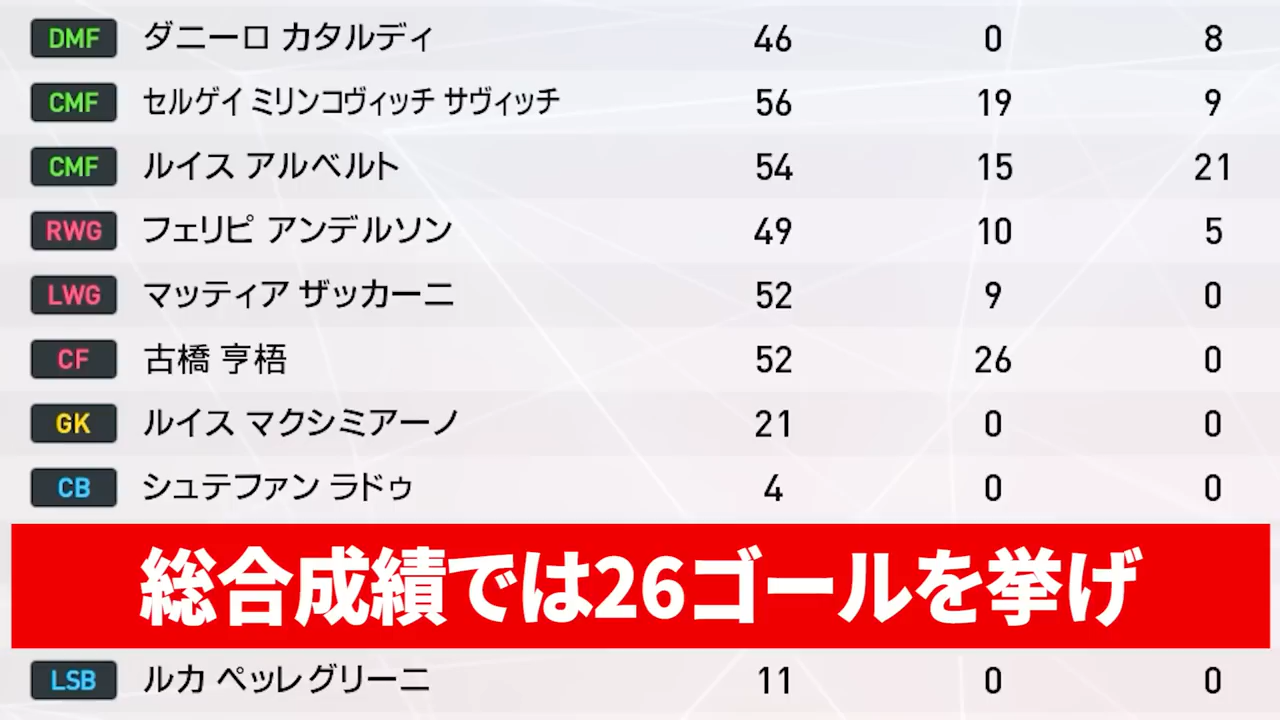 DMF ダニーロ カタルディ 46 0 8
CMF セルゲイ ミリンコヴィッチ サヴィッチ 56 19 9
CMF ルイス アルベルト 54 15 21
RWG フェリピ アンデルソン 49 10 5
LWG マッティア ザッカーニ 52 9 0
CF 古橋 亨梧 52 26 0
GK ルイス マクシミアーノ 21 0 0
CB シュテファン ラドゥ 4 0 0
総合成績では26ゴールを挙げ
LSB ルカ ペッレグリーニ 11 0 0